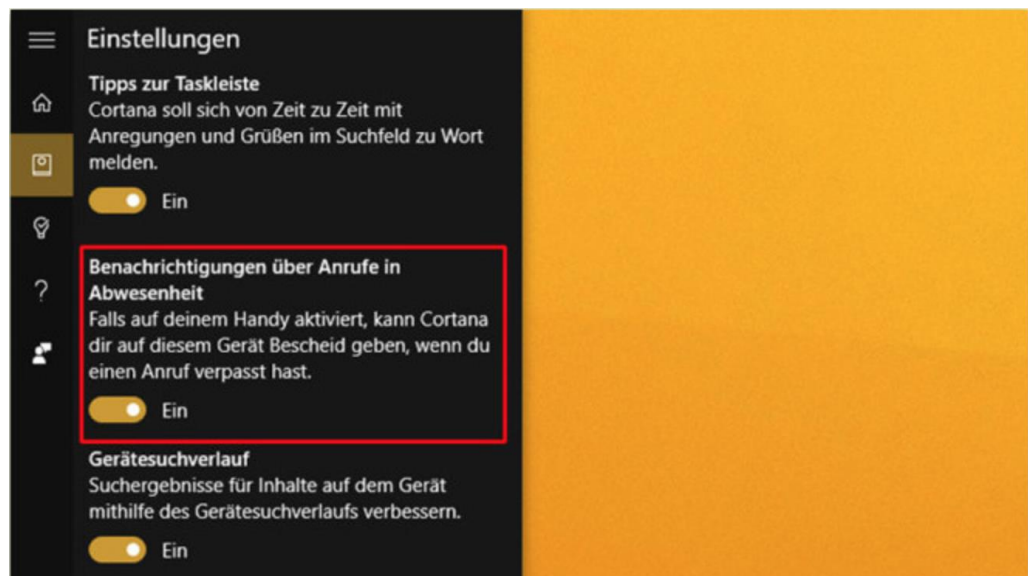 Einstellungen
Tipps zur Taskleiste
Cortana soll sich von Zeit zu Zeit mit
Anregungen und Grüßen im Suchfeld zu Wort
melden.
Ein
Benachrichtigungen über Anrufe in
Abwesenheit
Falls auf deinem Handy aktiviert, kann Cortana
dir auf diesem Gerät Bescheid geben, wenn du
einen Anruf verpasst hast.
Ein
Gerätesuchverlauf
Suchergebnisse für Inhalte auf dem Gerät
mithilfe des Gerätesuchverlaufs verbessern.
Ein